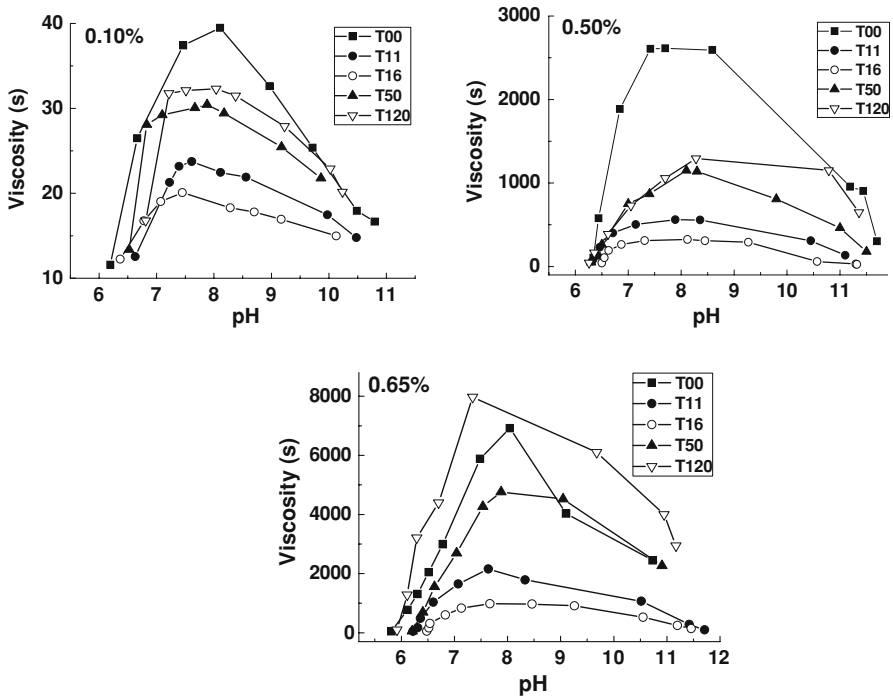 0.10%
T00
T11
T16
T50
T120
40
30
20
10
Viscosity (s)
6 7 8 9 10 11
pH
0.50%
T00
T11
T16
T50
T120
3000
2000
1000
0
Viscosity (s)
6 7 8 9 10 11
pH
0.65%
T00
T11
T16
T50
T120
8000
6000
4000
2000
0
Viscosity (s)
6 7 8 9 10 11 12
pH